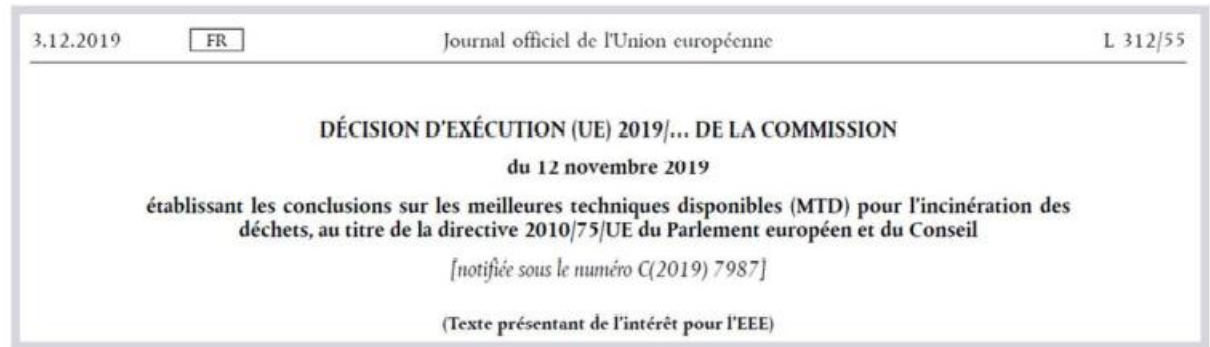 3.12.2019 FR Journal officiel de l'Union européenne L 312/55
DÉCISION D'EXÉCUTION (UE) 2019/... DE LA COMMISSION
du 12 novembre 2019
établissant les conclusions sur les meilleures techniques disponibles (MTD) pour l'incinération des
déchets, au titre de la directive 2010/75/UE du Parlement européen et du Conseil
[notifiée sous le numéro C(2019) 7987]
(Texte présentant de l'intérêt pour l'EEE)